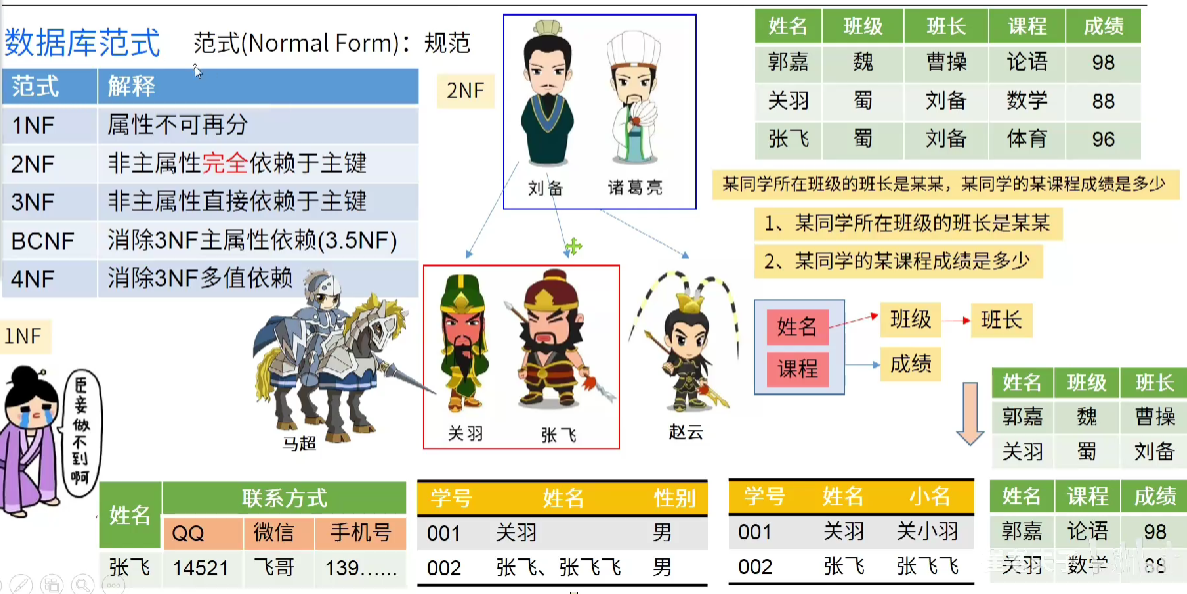 数据库范式
范式(Normal Form)：规范
范式 解释
1NF 属性不可再分
2NF 非主属性完全依赖于主键
3NF 非主属性直接依赖于主键
BCNF 消除3NF主属性依赖(3.5NF)
4NF 消除3NF多值依赖
2NF
刘备 诸葛亮
马超
关羽 张飞
赵云
姓名 班级 班长 课程 成绩
郭嘉 魏 曹操 论语 98
关羽 蜀 刘备 数学 88
张飞 蜀 刘备 体育 96
某同学所在班级的班长是某某，某同学的某课程成绩是多少
1、某同学所在班级的班长是某某
2、某同学的某课程成绩是多少
姓名 班级 班长
课程 成绩
姓名 班级 班长
郭嘉 魏 曹操
关羽 蜀 刘备
姓名 课程 成绩
郭嘉 论语 98
关羽 数学 88
1NF
臣妾做不到啊
姓名 联系方式
QQ 微信 手机号
张飞 14521 飞哥 139......
学号 姓名 性别
001 关羽 男
002 张飞、张飞飞 男
学号 姓名 小名
001 关羽 关小羽
002 张飞 张飞飞